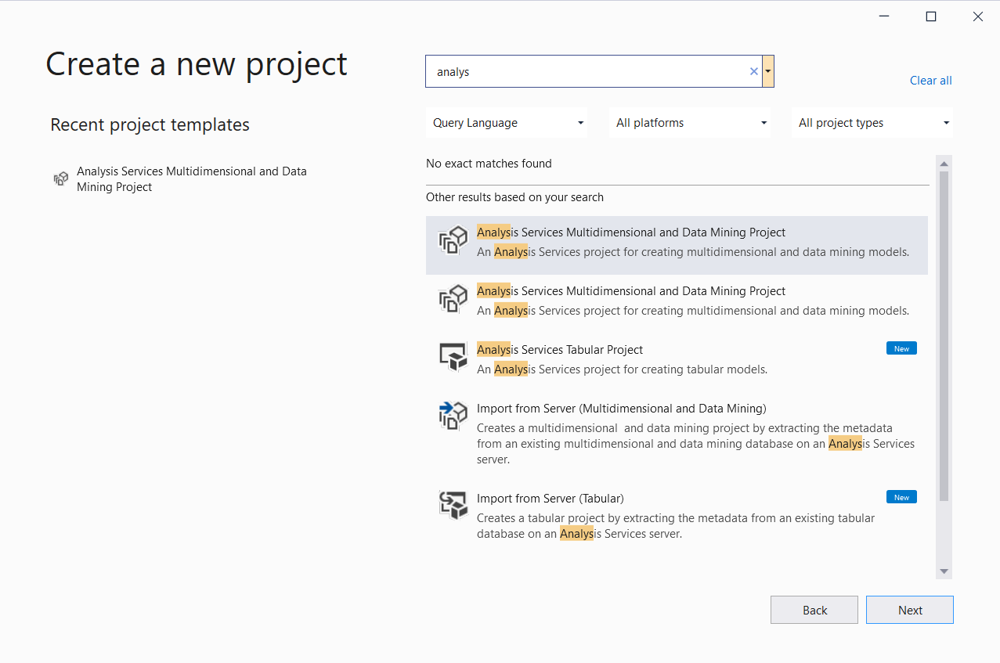 Create a new project
Recent project templates
Analysis Services Multidimensional and Data
Mining Project
analys
Clear all
Query Language
All platforms
All project types
No exact matches found
Other results based on your search
Analysis Services Multidimensional and Data Mining Project
An Analysis Services project for creating multidimensional and data mining models.
Analysis Services Multidimensional and Data Mining Project
An Analysis Services project for creating multidimensional and data mining models.
Analysis Services Tabular Project
New
An Analysis Services project for creating tabular models.
Import from Server (Multidimensional and Data Mining)
Creates a multidimensional  and data mining project by extracting the metadata
from an existing multidimensional and data mining database on an Analysis Services
server.
Import from Server (Tabular)
New
Creates a tabular project by extracting the metadata from an existing tabular
database on an Analysis Services server.
Back
Next